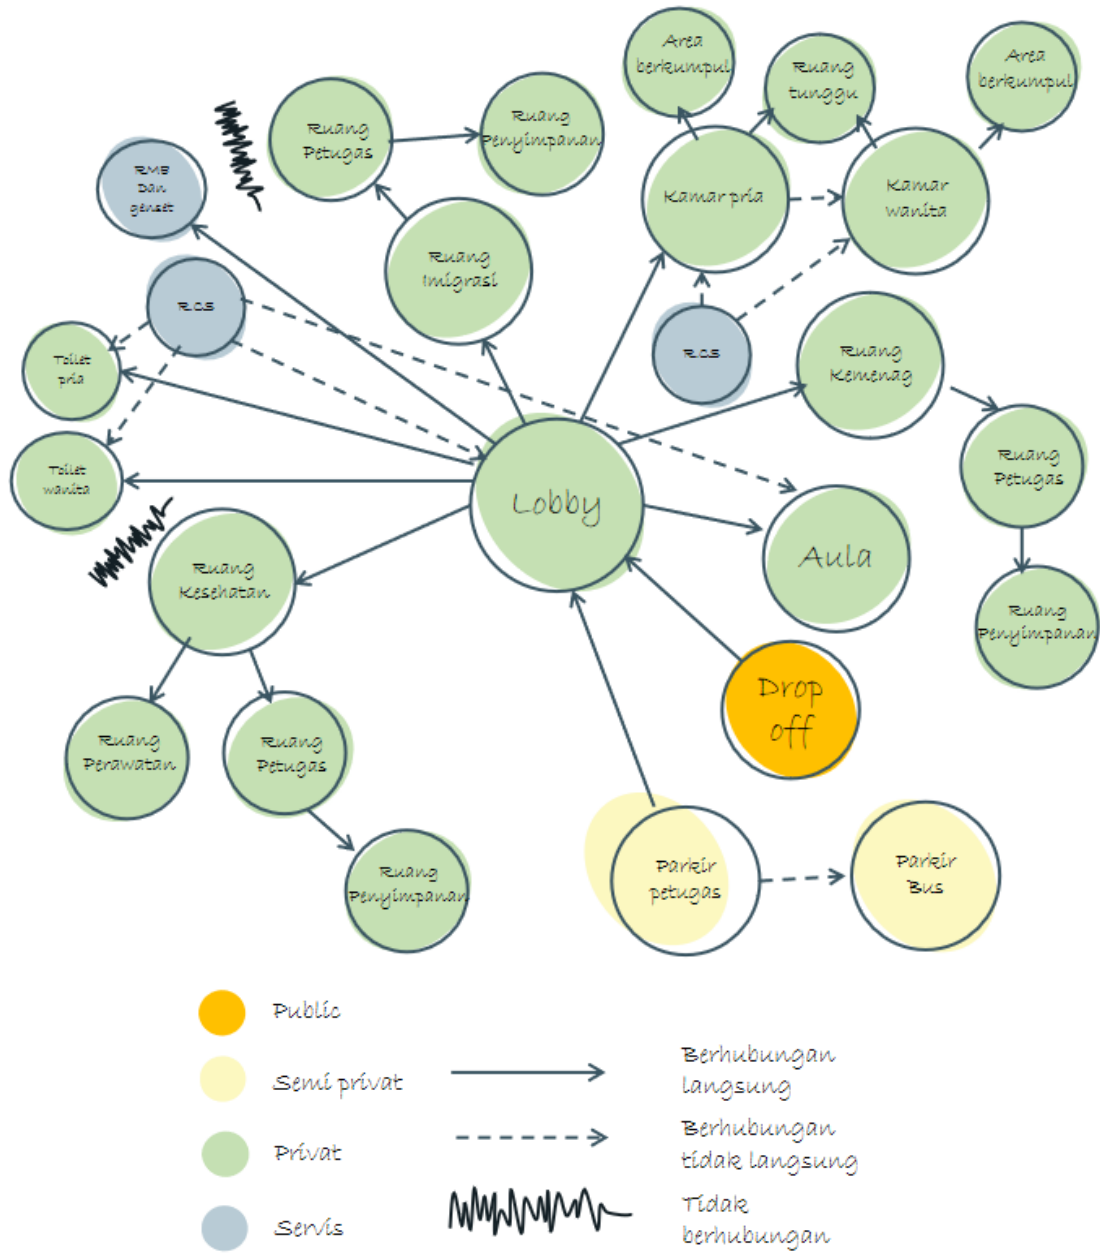 Area
berkumpul
Ruang
tunggu
Area
berkumpul
Ruang
Petugas
Ruang
Penyimpanan
RMB
Dan
genset
Kamar pria
Kamar
wanita
Ruang
Imigrasi
RCS
RCS
Toilet
pria
Ruang
Kemenag
Toilet
wanita
Lobby
Ruang
Petugas
Aula
Ruang
Kesehatan
Ruang
Penyimpanan
Drop
off
Ruang
Perawatan
Ruang
Petugas
Ruang
Penyimpanan
Parkir
petugas
Parkir
Bus
Public
Semi privat
Privat
Servis
Berhubungan
langsung
Berhubungan
tidak langsung
Tidak
berhubungan